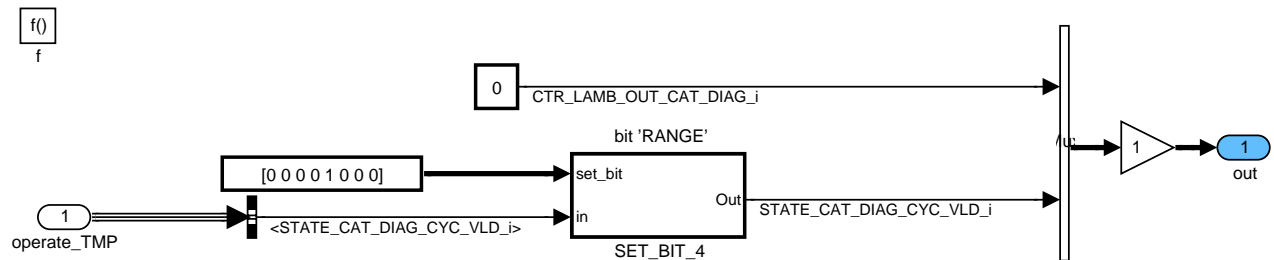 f()
f
0
CTR_LAMB_OUT_CAT_DIAG_i
bit 'RANGE'
[0 0 0 0 1 0 0 0]
set_bit
in
Out
SET_BIT_4
1
operate_TMP
<STATE_CAT_DIAG_CYC_VLD_i>
STATE_CAT_DIAG_CYC_VLD_i
1
1
out